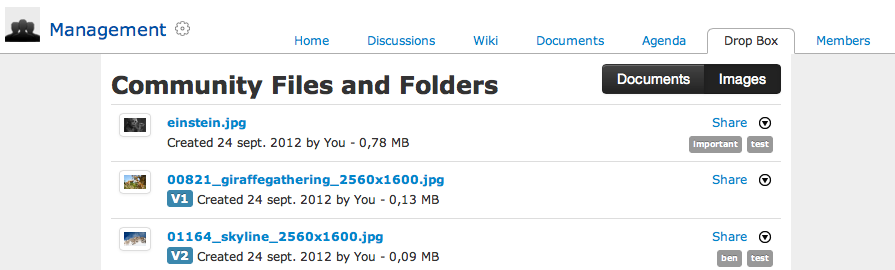 Management
Home Discussions Wiki Documents Agenda Drop Box Members
Community Files and Folders
Documents Images
einstein.jpg Share
Created 24 sept. 2012 by You - 0,78 MB important test
00821_giraffegathering_2560x1600.jpg Share
V1 Created 24 sept. 2012 by You - 0,13 MB
01164_skyline_2560x1600.jpg Share
V2 Created 24 sept. 2012 by You - 0,09 MB ben test